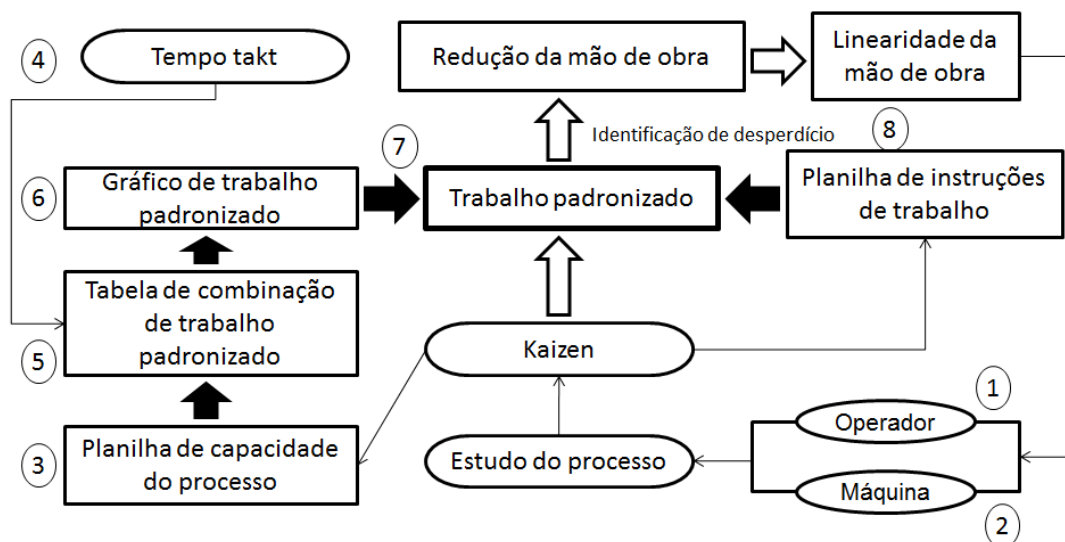 4
Tempo takt
Redução da mão de obra
Linearidade da
mão de obra
Identificação de desperdício
8
7
6
Gráfico de trabalho
padronizado
Trabalho padronizado
Planilha de instruções
de trabalho
Tabela de combinação
de trabalho
padronizado
5
Kaizen
1
Operador
3
Planilha de capacidade
do processo
Estudo do processo
Máquina
2